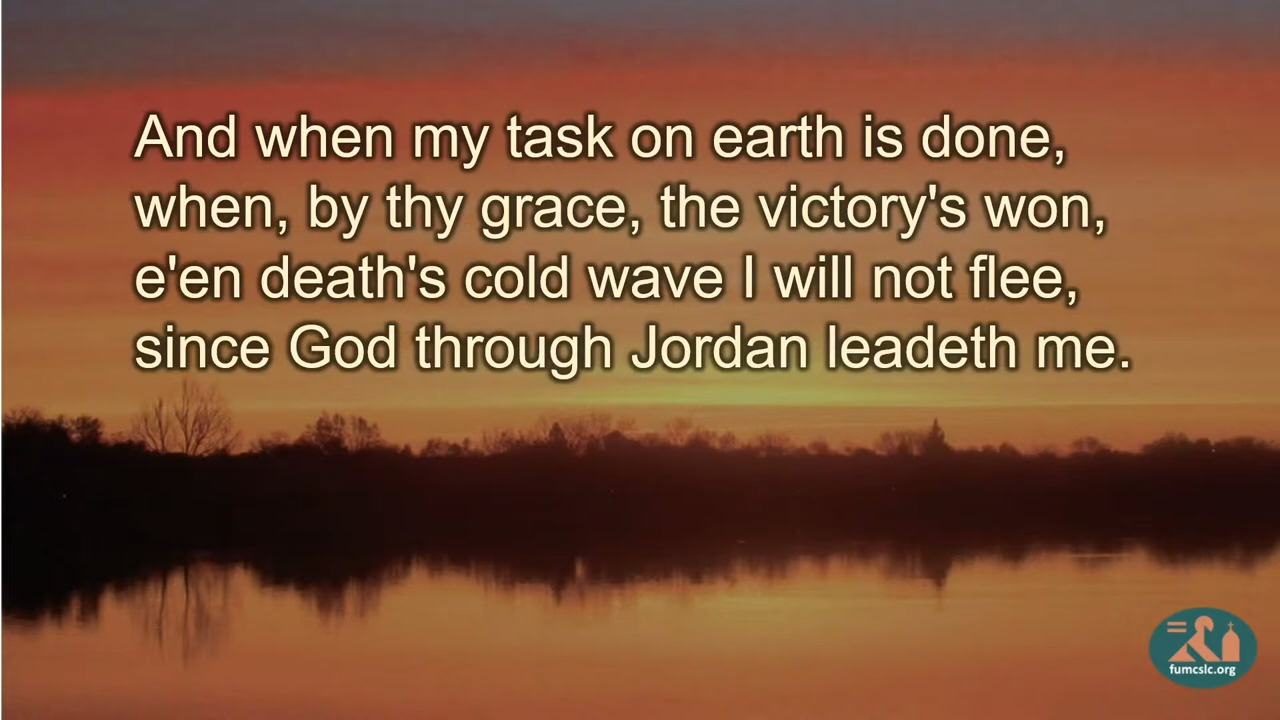 And when my task on earth is done,
when, by thy grace, the victory's won,
e'en death's cold wave I will not flee,
since God through Jordan leadeth me.
fumcslc.org